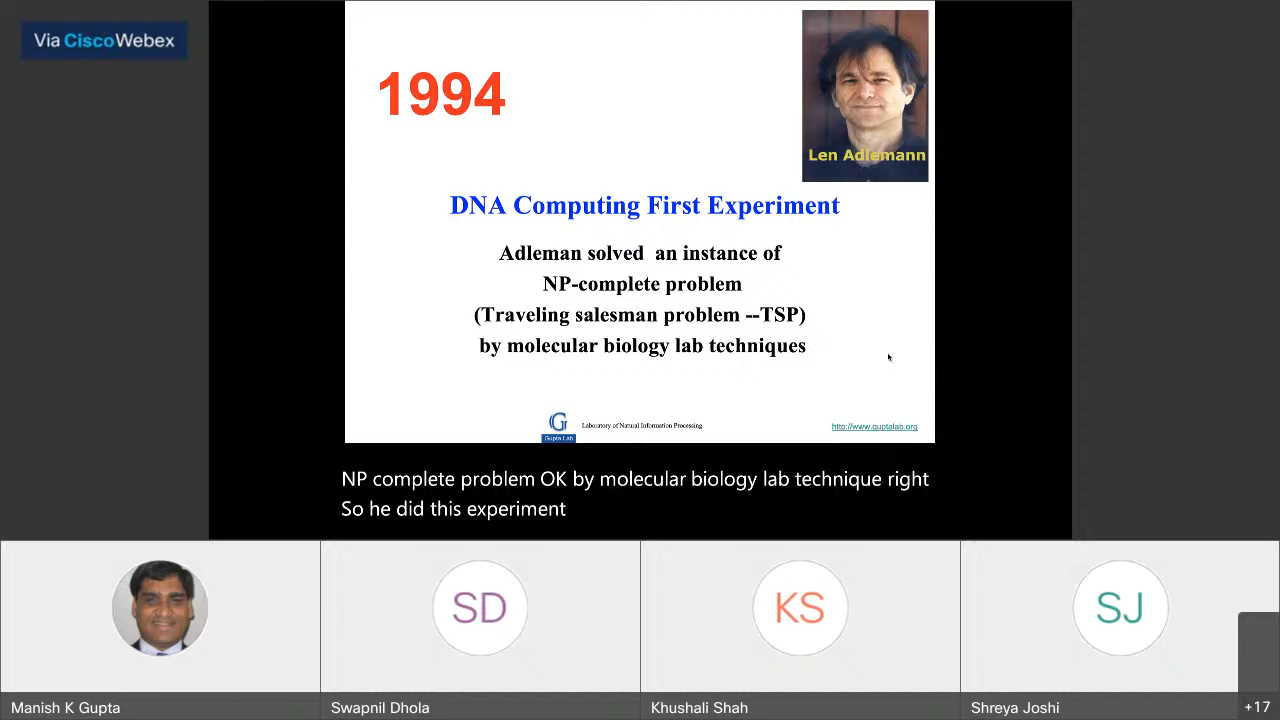 Via Cisco Webex
1994
Len Adlemann
DNA Computing First Experiment
Adleman solved an instance of
NP-complete problem
(Traveling salesman problem --TSP)
by molecular biology lab techniques
G
Gupta Lab
Laboratory of Natural Information Processing
http://www.guptalab.org
NP complete problem OK by molecular biology lab technique right
So he did this experiment
SD
KS
SJ
Manish K Gupta
Swapnil Dhola
Khushali Shah
Shreya Joshi
+17